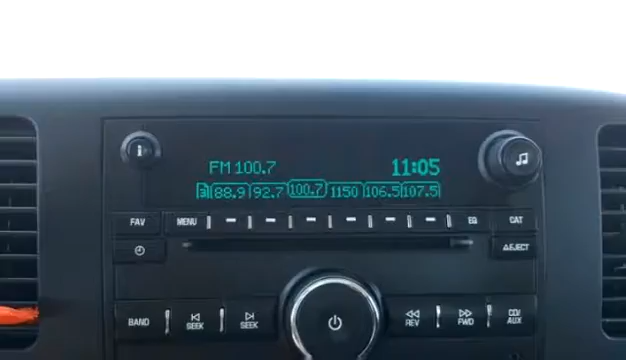 i
FM 100.7 11:05
88.9 92.7 100.7 1150 106.5 107.5
FAV MENU EQ CAT
EJECT
BAND SEEK SEEK REV FWD CD/AUX